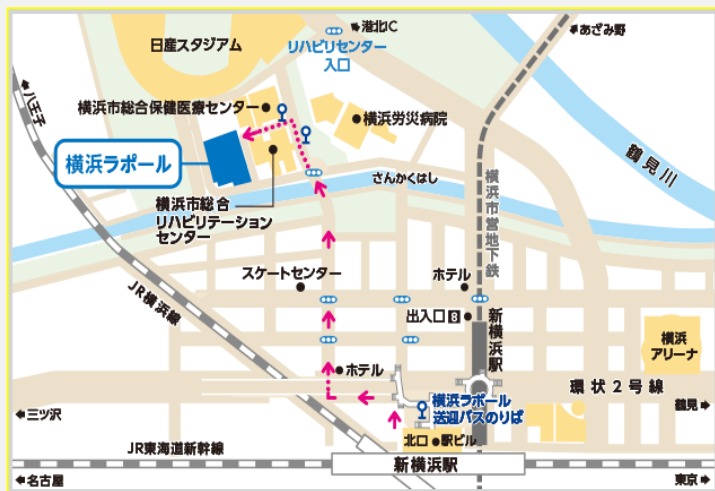 日産スタジアム
港北IC
リハビリセンター
入口
あざみ野
八王子
横浜市総合保健医療センター
横浜労災病院
横浜ラポール
鶴見川
さんかくはし
横浜市総合
リハビリテーション
センター
横浜市営地下鉄
スケートセンター
ホテル
JR横浜線
出入口8
新横浜駅
横浜
アリーナ
ホテル
環状2号線
横浜ラポール
送迎バスのりば
三ツ沢
鶴見
北口
駅ビル
JR東海道新幹線
新横浜駅
名古屋
東京